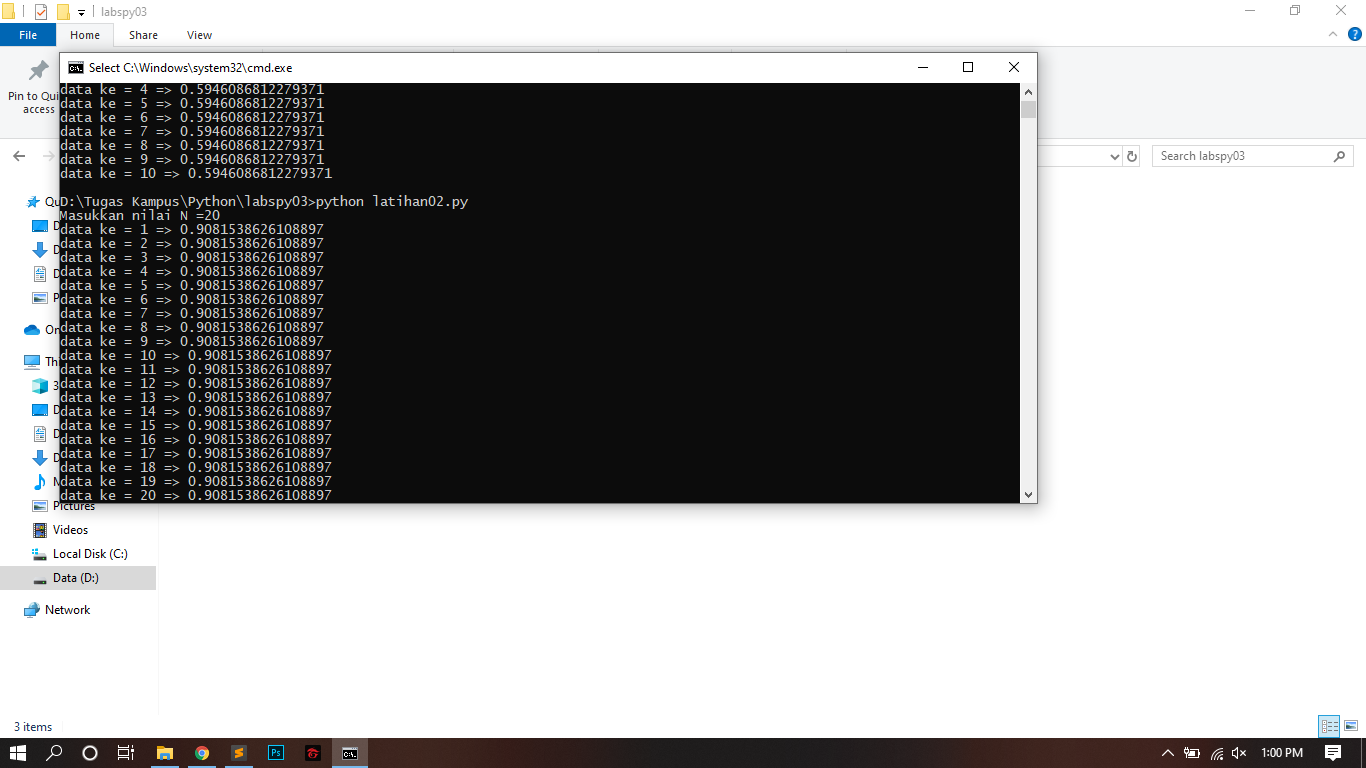 labspy03
File
Home
Share
View
Select C:\Windows\system32\cmd.exe
Pin to Qui
access
data ke = 4 => 0.5946086812279371
data ke = 5 => 0.5946086812279371
data ke = 6 => 0.5946086812279371
data ke = 7 => 0.5946086812279371
data ke = 8 => 0.5946086812279371
data ke = 9 => 0.5946086812279371
data ke = 10 => 0.5946086812279371
D:\Tugas Kampus\Python\labspy03>python latihan02.py
Masukkan nilai N =20
data ke = 1 => 0.9081538626108897
data ke = 2 => 0.9081538626108897
data ke = 3 => 0.9081538626108897
data ke = 4 => 0.9081538626108897
data ke = 5 => 0.9081538626108897
data ke = 6 => 0.9081538626108897
data ke = 7 => 0.9081538626108897
data ke = 8 => 0.9081538626108897
data ke = 9 => 0.9081538626108897
data ke = 10 => 0.9081538626108897
data ke = 11 => 0.9081538626108897
data ke = 12 => 0.9081538626108897
data ke = 13 => 0.9081538626108897
data ke = 14 => 0.9081538626108897
data ke = 15 => 0.9081538626108897
data ke = 16 => 0.9081538626108897
data ke = 17 => 0.9081538626108897
data ke = 18 => 0.9081538626108897
data ke = 19 => 0.9081538626108897
data ke = 20 => 0.9081538626108897
Search labspy03
Pictures
Videos
Local Disk (C:)
Data (D:)
Network
3 items
Ps
1:00 PM